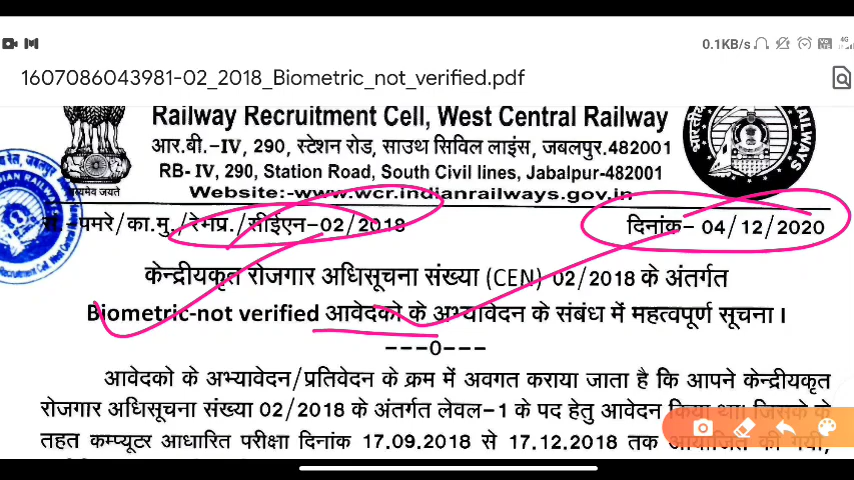 0.1KB/s 4G
1607086043981-02_2018_Biometric_not_verified.pdf
Railway Recruitment Cell, West Central Railway
आर.बी.-IV, 290, स्टेशन रोड, साउथ सिविल लाइंस, जबलपुर.482001
RB- IV, 290, Station Road, South Civil lines, Jabalpur-482001
Website:-www.wcr.indianrailways.gov.in
सत्यमेव जयते
पमरे/का.मु./रेमप्र./सीईएन-02/2018 दिनांक- 04/12/2020
केन्द्रीयकृत रोजगार अधिसूचना संख्या (CEN) 02/2018 के अंतर्गत
Biometric-not verified आवेदको के अभ्यावेदन के संबंध में महत्वपूर्ण सूचना ।
---0---
आवेदको के अभ्यावेदन/प्रतिवेदन के क्रम में अवगत कराया जाता है कि आपने केन्द्रीयकृत
रोजगार अधिसूचना संख्या 02/2018 के अंतर्गत लेवल-1 के पद हेतु आवेदन किया था। जिसके
तहत कम्प्यूटर आधारित परीक्षा दिनांक 17.09.2018 से 17.12.2018 तक आयोजित की गयी,